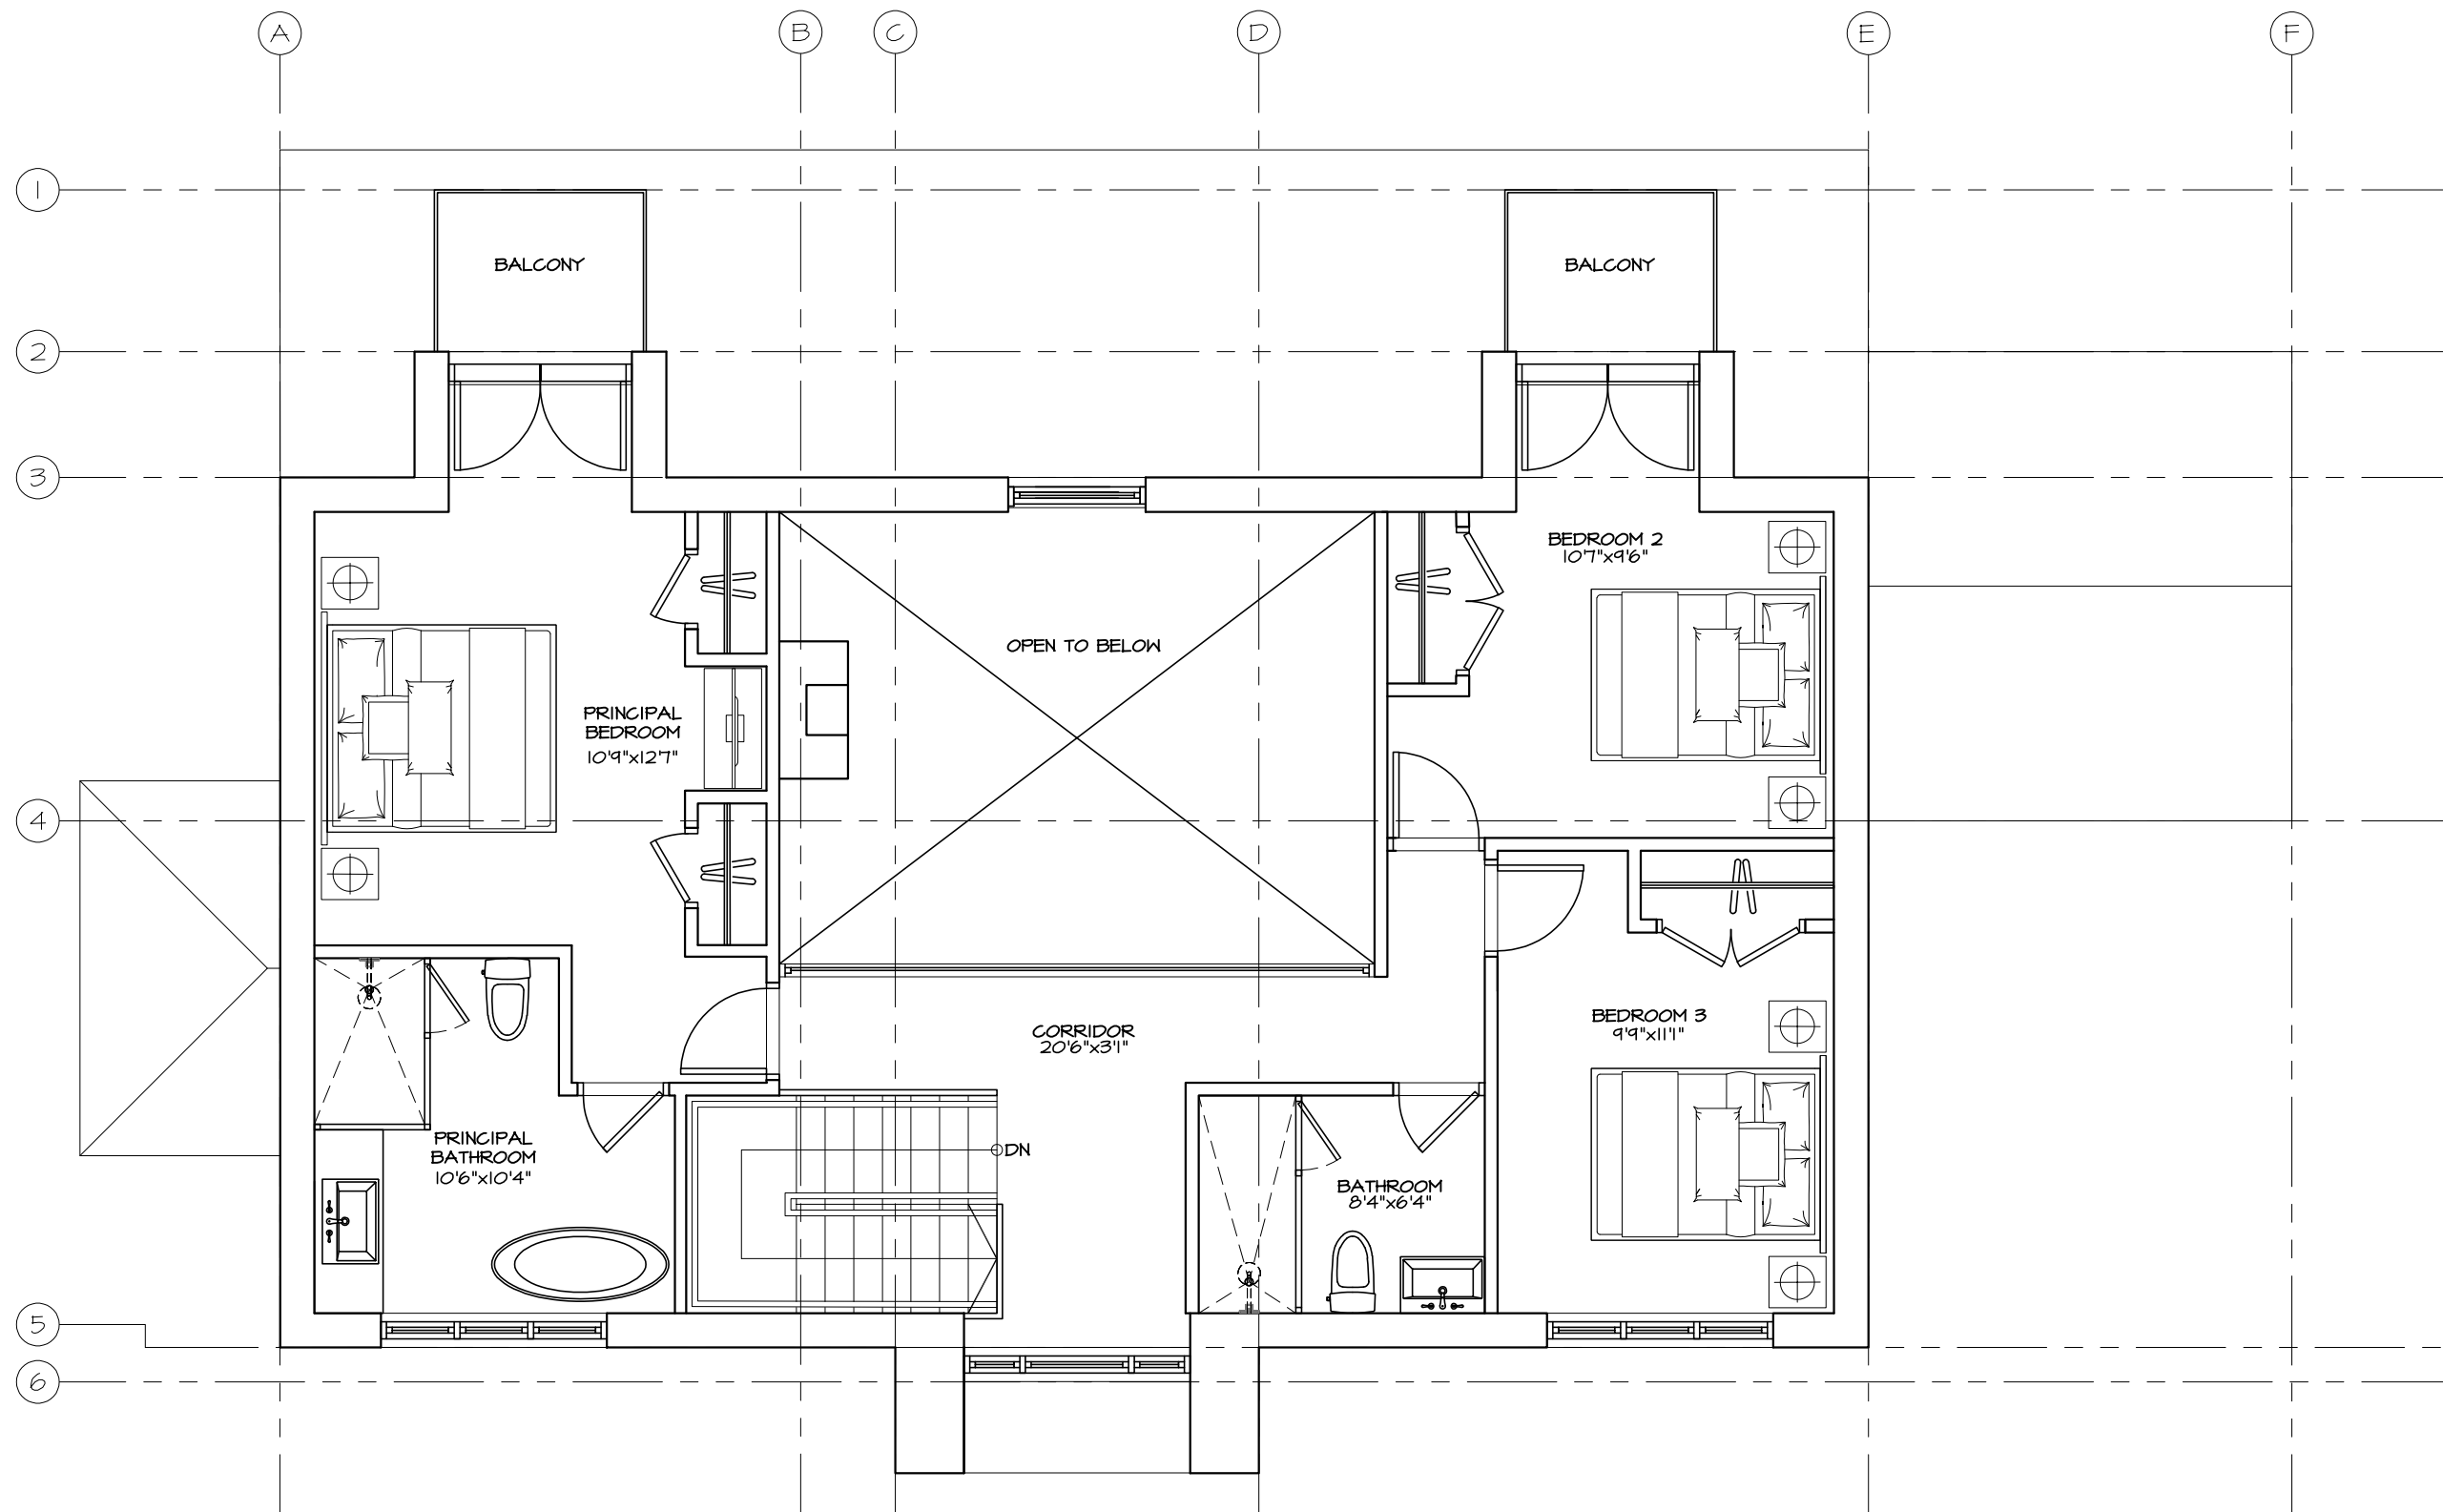 A B C D E F
1
BALCONY BALCONY
2
3
BEDROOM 2
10'7"x9'6"
OPEN TO BELOW
PRINCIPAL
BEDROOM
10'9"x12'7"
4
BEDROOM 3
9'9"x11'1"
CORRIDOR
20'6"x3'1"
PRINCIPAL
BATHROOM
10'6"x10'4"
DN
BATHROOM
8'4"x6'4"
5
6